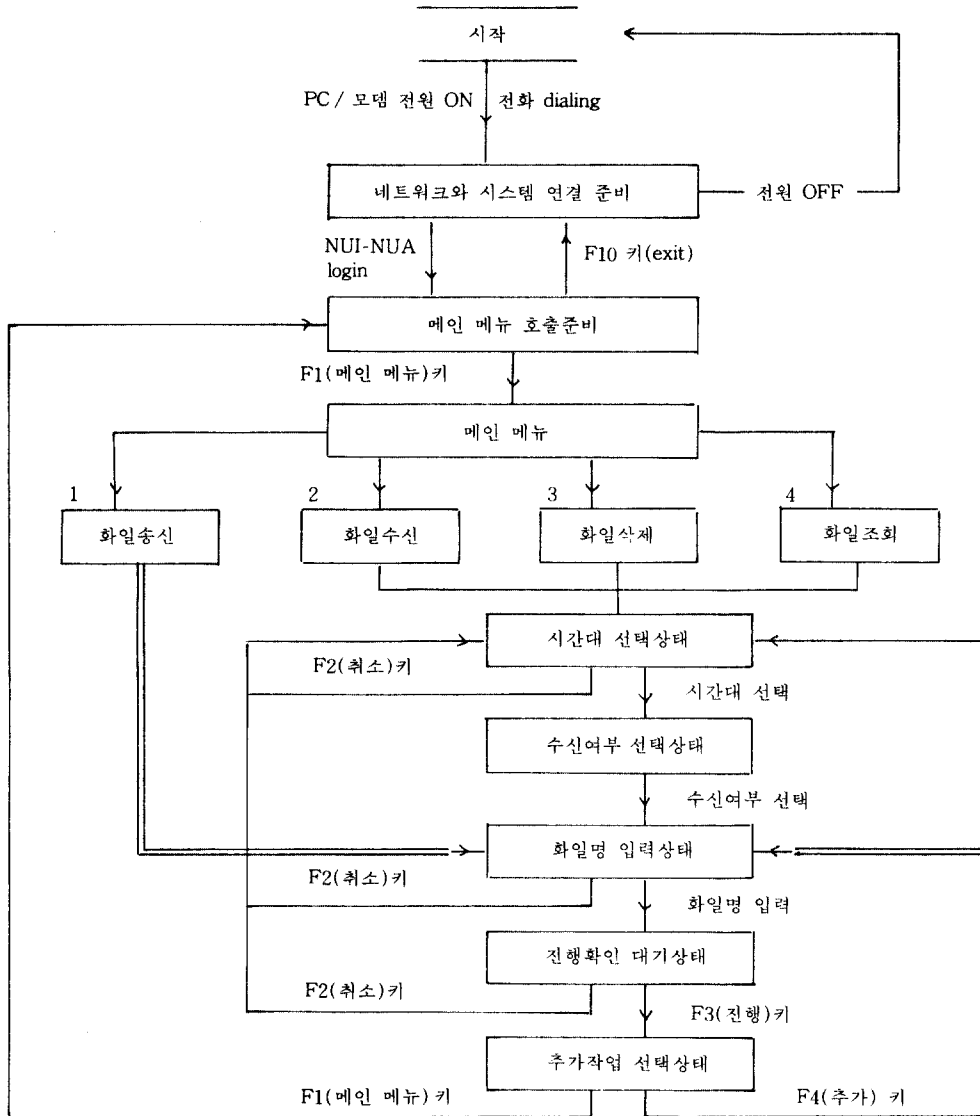 시작
PC / 모뎀 전원 ON 전화 dialing
네트워크와 시스템 연결 준비
전원 OFF
NUI-NUA
login
F10 키(exit)
메인 메뉴 호출준비
F1(메인 메뉴)키
메인 메뉴
1
2
3
4
화일송신
화일수신
화일삭제
화일조회
시간대 선택상태
F2(취소)키
시간대 선택
수신여부 선택상태
수신여부 선택
화일명 입력상태
F2(취소)키
화일명 입력
진행확인 대기상태
F2(취소)키
F3(진행)키
추가작업 선택상태
F1(메인 메뉴)키
F4(추가) 키